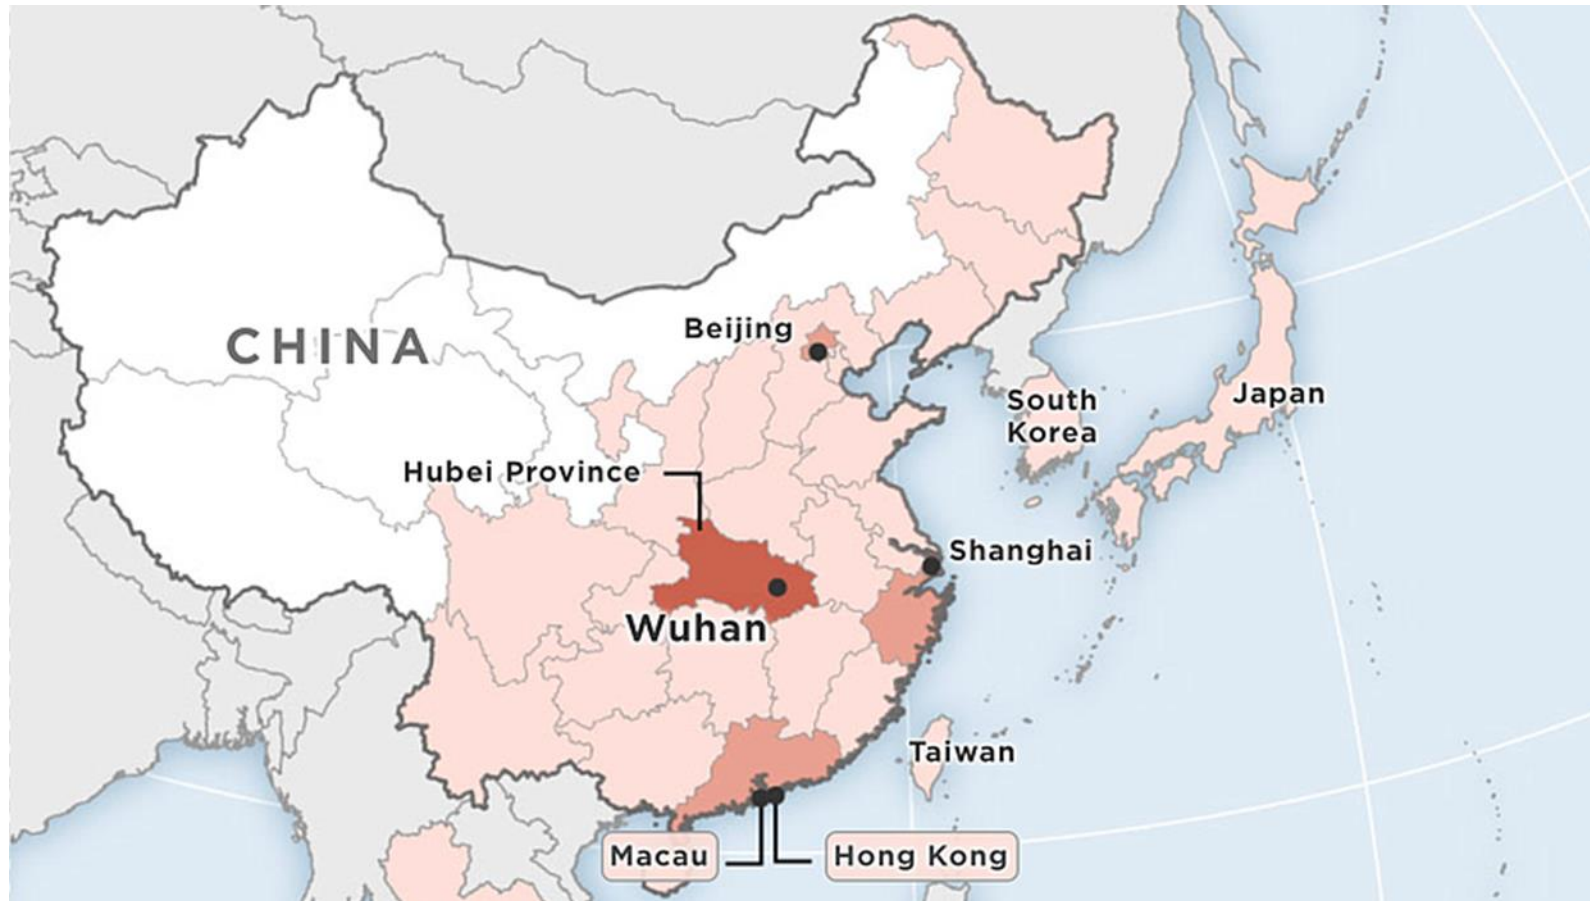 Beijing
CHINA
South
Korea
Japan
Hubei Province
Shanghai
Wuhan
Taiwan
Macau
Hong Kong